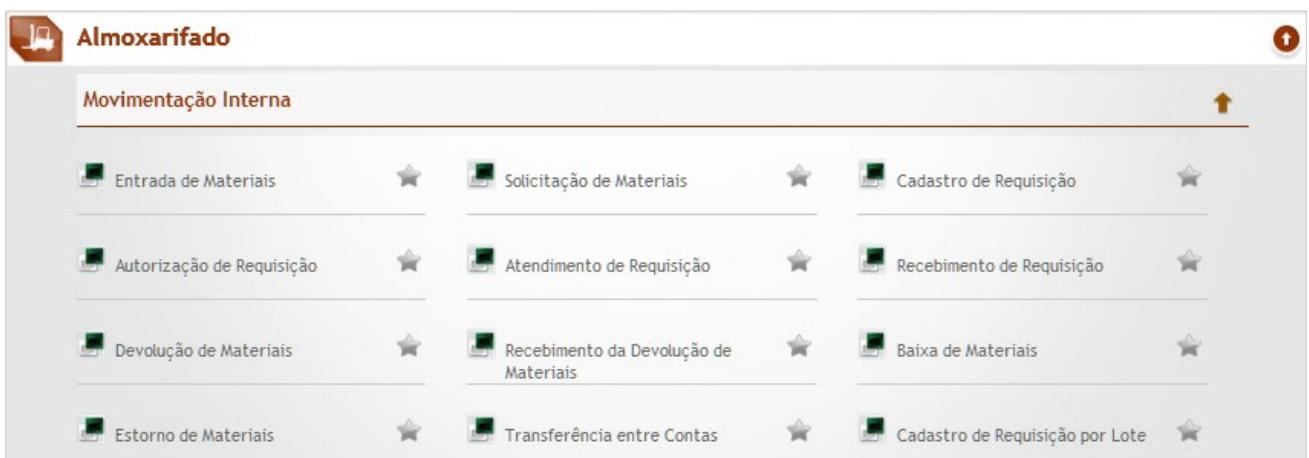 Almoxarifado
Movimentação Interna
Entrada de Materiais
Solicitação de Materiais
Cadastro de Requisição
Autorização de Requisição
Atendimento de Requisição
Recebimento de Requisição
Devolução de Materiais
Recebimento da Devolução de
Materiais
Baixa de Materiais
Estorno de Materiais
Transferência entre Contas
Cadastro de Requisição por Lote